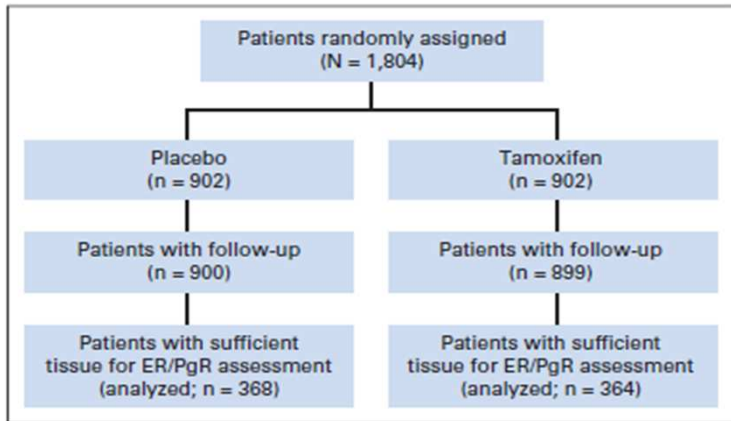 Patients randomly assigned
(N = 1,804)
Placebo
(n = 902)
Tamoxifen
(n = 902)
Patients with follow-up
(n = 900)
Patients with follow-up
(n = 899)
Patients with sufficient
tissue for ER/PgR assessment
(analyzed; n = 368)
Patients with sufficient
tissue for ER/PgR assessment
(analyzed; n = 364)